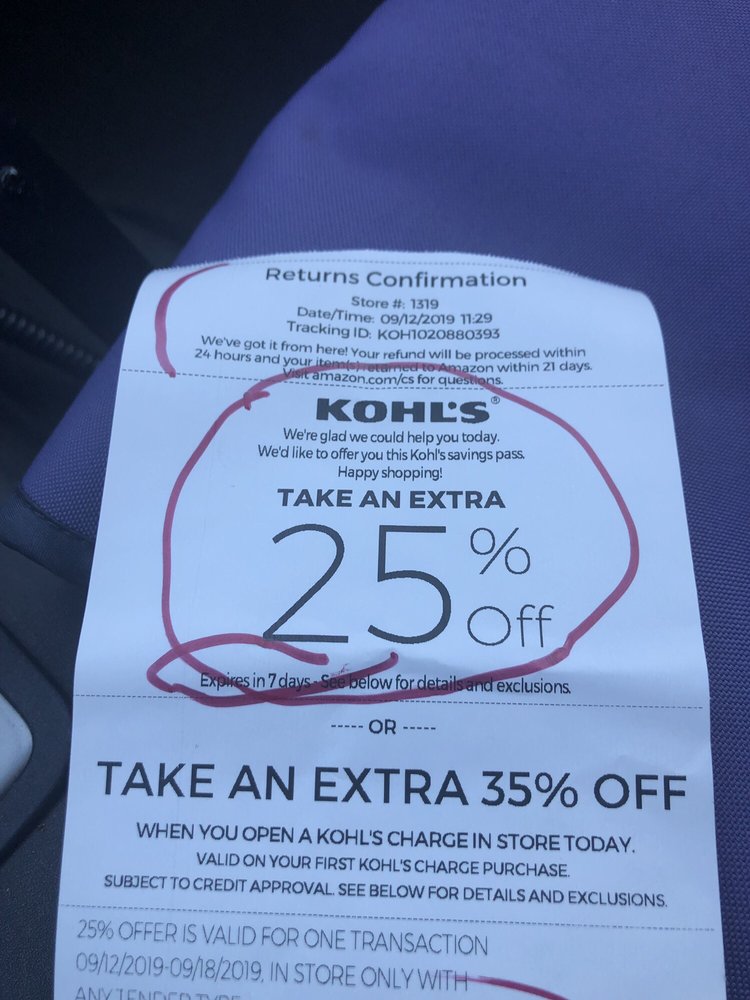 Returns Confirmation
Store #: 1319
Date/Time: 09/12/2019 11:29
Tracking ID: KOH1020880393
We've got it from here! Your refund will be processed within
24 hours and your item(s) returned to Amazon within 21 days.
Visit amazon.com/cs for questions.
KOHL'S®
We're glad we could help you today.
We'd like to offer you this Kohl's savings pass.
Happy shopping!
TAKE AN EXTRA
25%
Off
Expires in 7 days - See below for details and exclusions.
----- OR -----
TAKE AN EXTRA 35% OFF
WHEN YOU OPEN A KOHL'S CHARGE IN STORE TODAY.
VALID ON YOUR FIRST KOHL'S CHARGE PURCHASE.
SUBJECT TO CREDIT APPROVAL. SEE BELOW FOR DETAILS AND EXCLUSIONS.
25% OFFER IS VALID FOR ONE TRANSACTION
09/12/2019-09/18/2019, IN STORE ONLY WITH
ANY TENDER TYPE